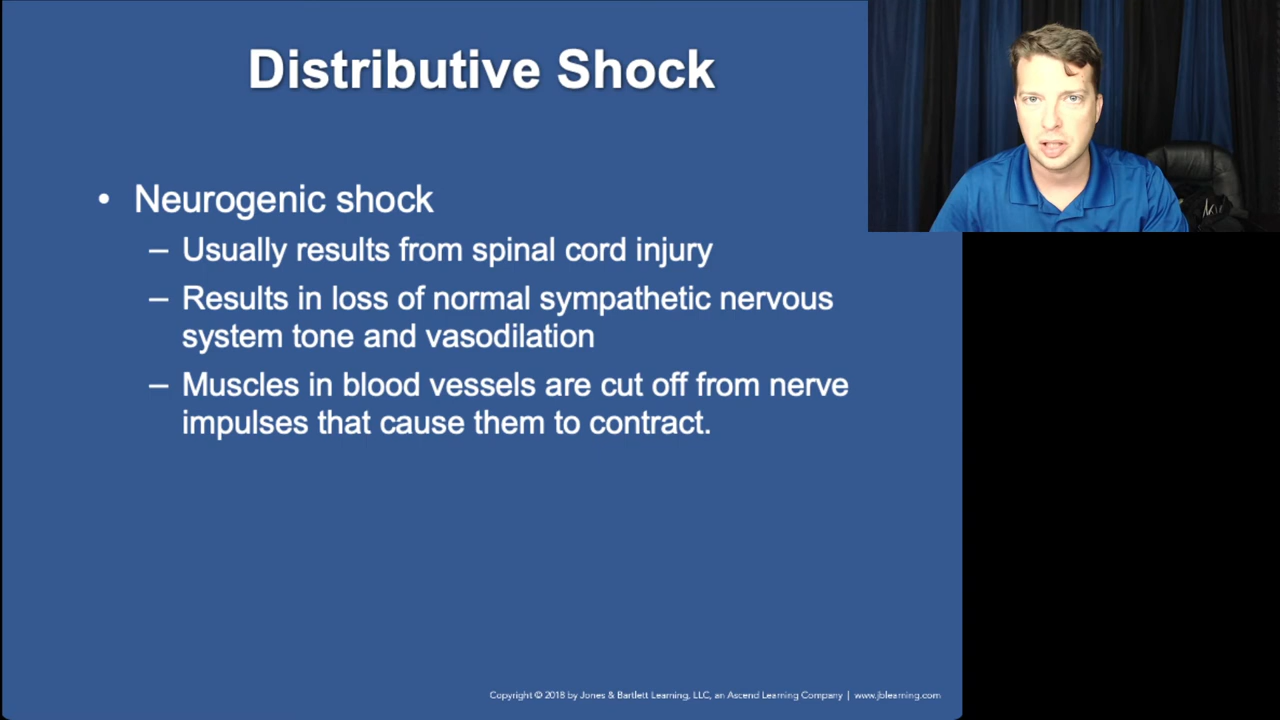 Distributive Shock
• Neurogenic shock
– Usually results from spinal cord injury
– Results in loss of normal sympathetic nervous
system tone and vasodilation
– Muscles in blood vessels are cut off from nerve
impulses that cause them to contract.
Copyright © 2018 by Jones & Bartlett Learning, LLC, an Ascend Learning Company | www.jblearning.com